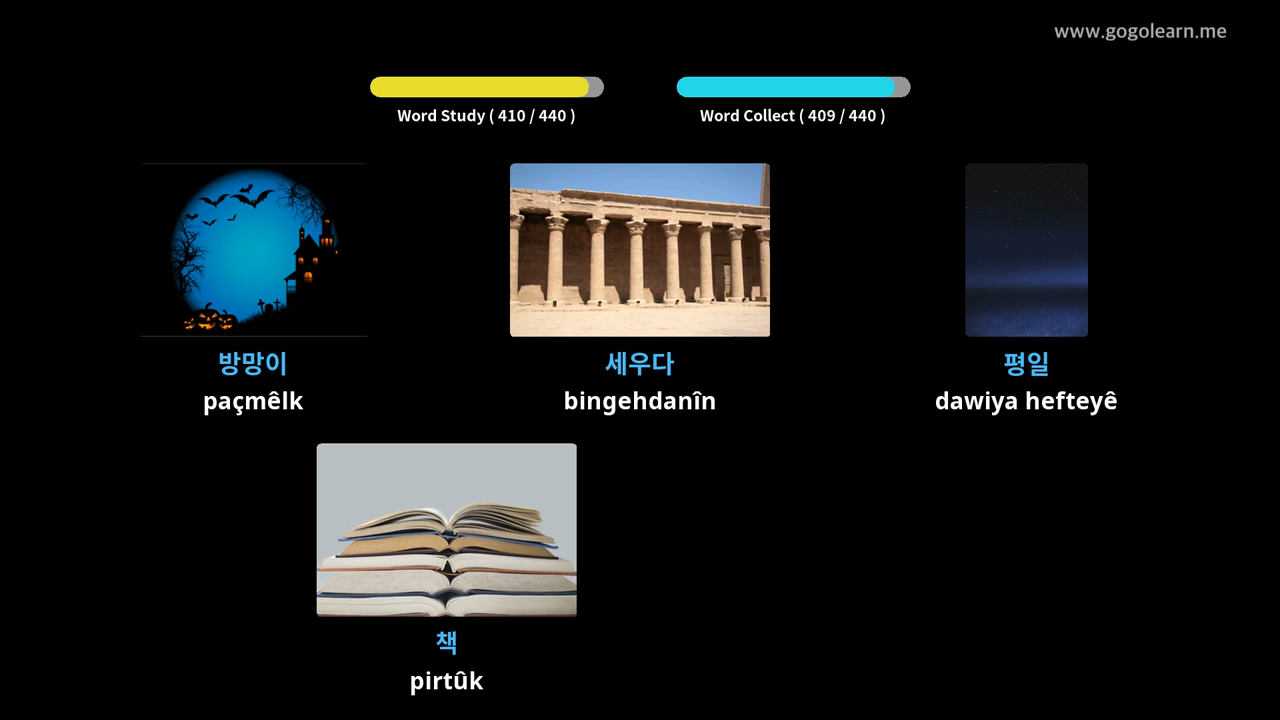 www.gogolearn.me
Word Study ( 410 / 440 )
Word Collect ( 409 / 440 )
방망이
paçmêlk
세우다
bingehdanîn
평일
dawiya hefteyê
책
pirtûk